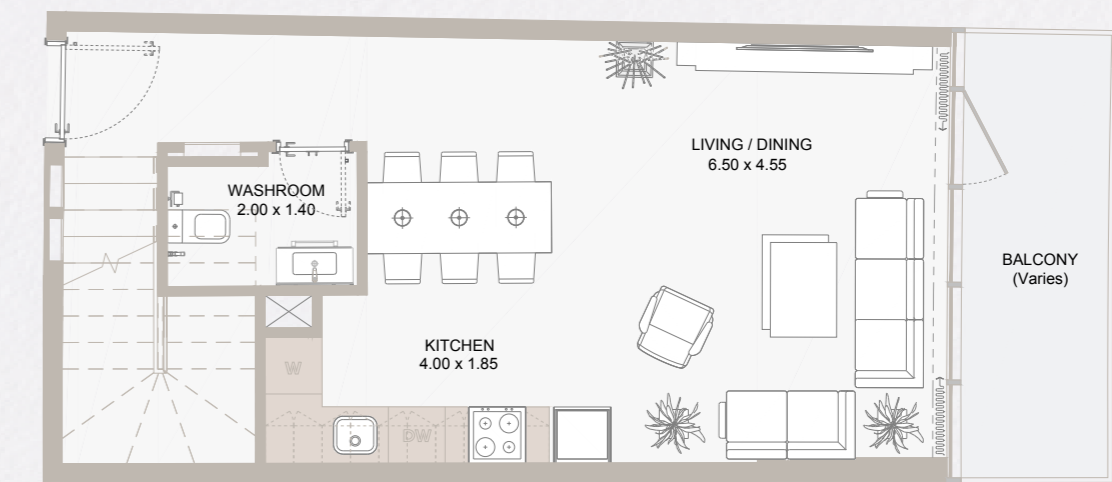 LIVING / DINING
6.50 x 4.55
WASHROOM
2.00 x 1.40
BALCONY
(Varies)
KITCHEN
4.00 x 1.85
W
DW